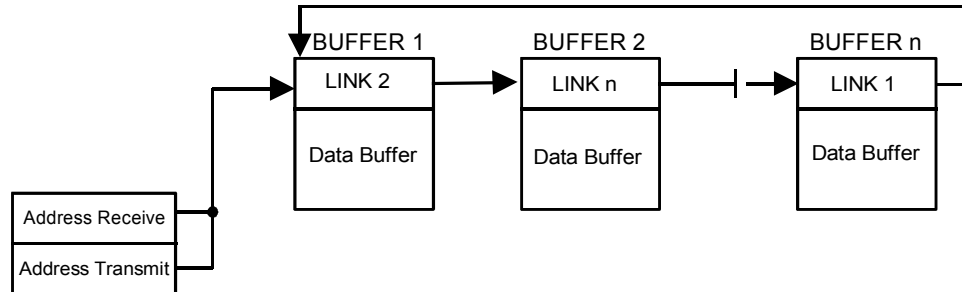 BUFFER 1
BUFFER 2
BUFFER n
LINK 2
LINK n
LINK 1
Data Buffer
Data Buffer
Data Buffer
Address Receive
Address Transmit